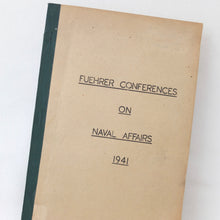 FUEHRER CONFERENCES
ON
NAVAL AFFAIRS
1941